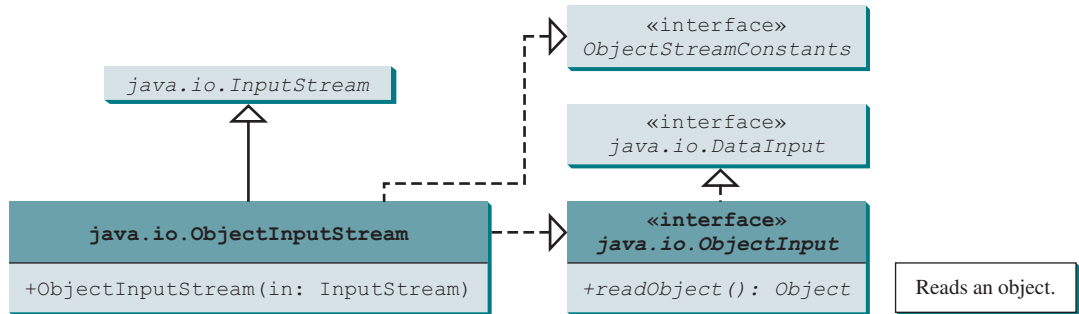 «interface»
ObjectStreamConstants
java.io.InputStream
«interface»
java.io.DataInput
java.io.ObjectInputStream
+ObjectInputStream(in: InputStream)
«interface»
java.io.ObjectInput
+readObject(): Object
Reads an object.